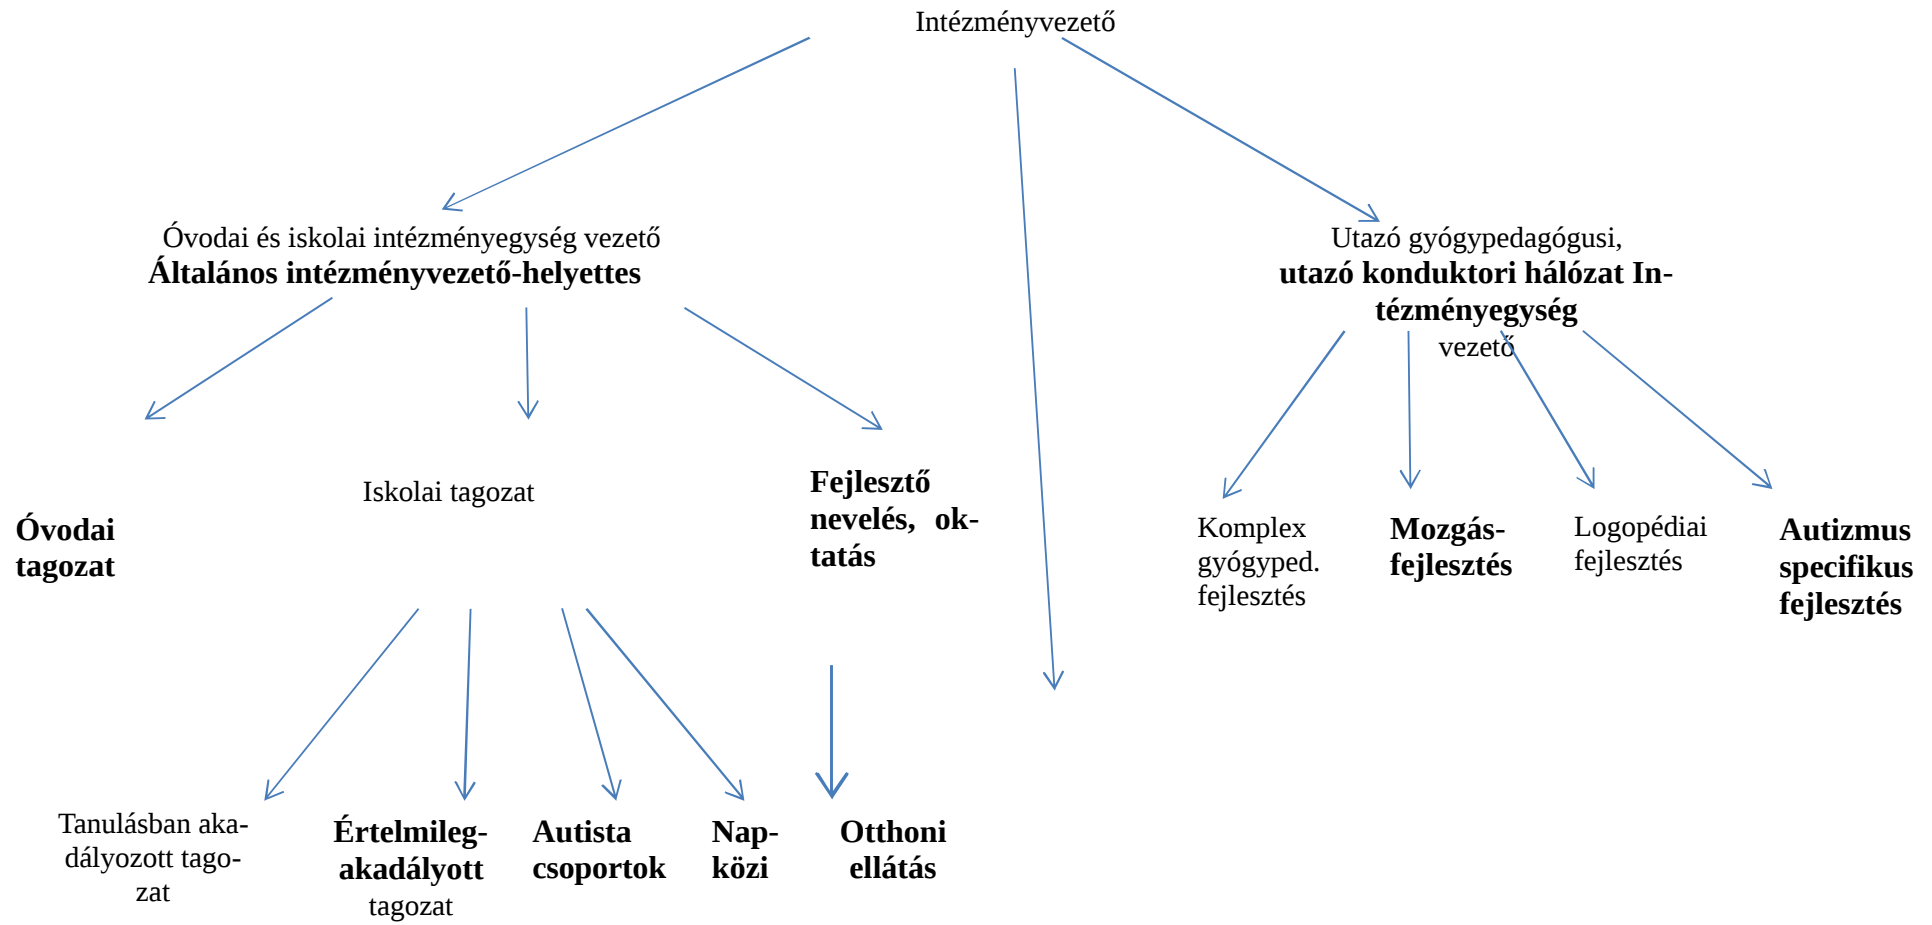 Intézményvezető
Óvodai és iskolai intézményegység vezető
Általános intézményvezető-helyettes
Utazó gyógypedagógusi,
utazó konduktori hálózat In-
tézményegység
vezető
Óvodai
tagozat
Iskolai tagozat
Fejlesztő
nevelés, ok-
tatás
Komplex
gyógyped.
fejlesztés
Mozgás-
fejlesztés
Logopédiai
fejlesztés
Autizmus
specifikus
fejlesztés
Tanulásban aka-
dályozott tago-
zat
Értelmileg-
akadályott
tagozat
Autista
csoportok
Nap-
közi
Otthoni
ellátás